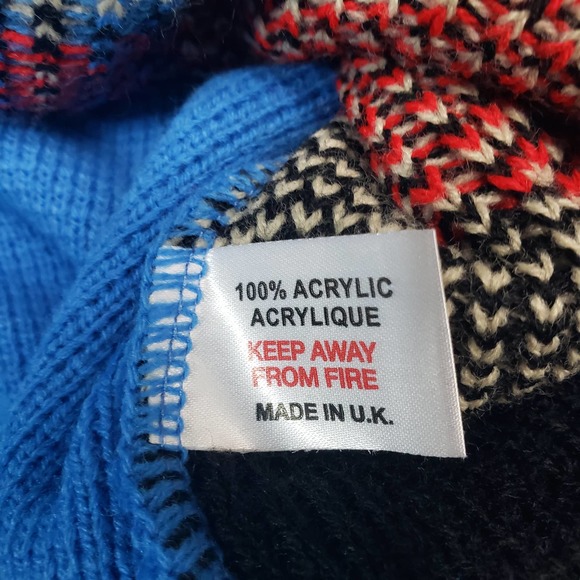 100% ACRYLIC
ACRYLIQUE
KEEP AWAY
FROM FIRE
MADE IN U.K.